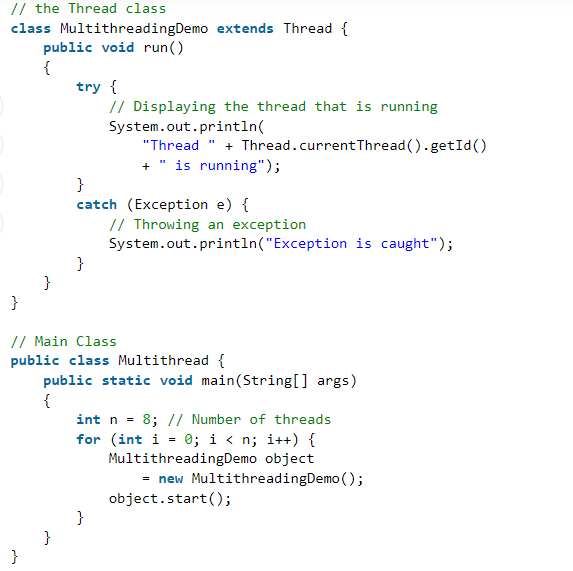 // the Thread class
class MultithreadingDemo extends Thread {
    public void run()
    {
        try {
            // Displaying the thread that is running
            System.out.println(
                "Thread " + Thread.currentThread().getId()
                + " is running");
        }
        catch (Exception e) {
            // Throwing an exception
            System.out.println("Exception is caught");
        }
    }
}

// Main Class
public class Multithread {
    public static void main(String[] args)
    {
        int n = 8; // Number of threads
        for (int i = 0; i < n; i++) {
            MultithreadingDemo object
                = new MultithreadingDemo();
            object.start();
        }
    }
}